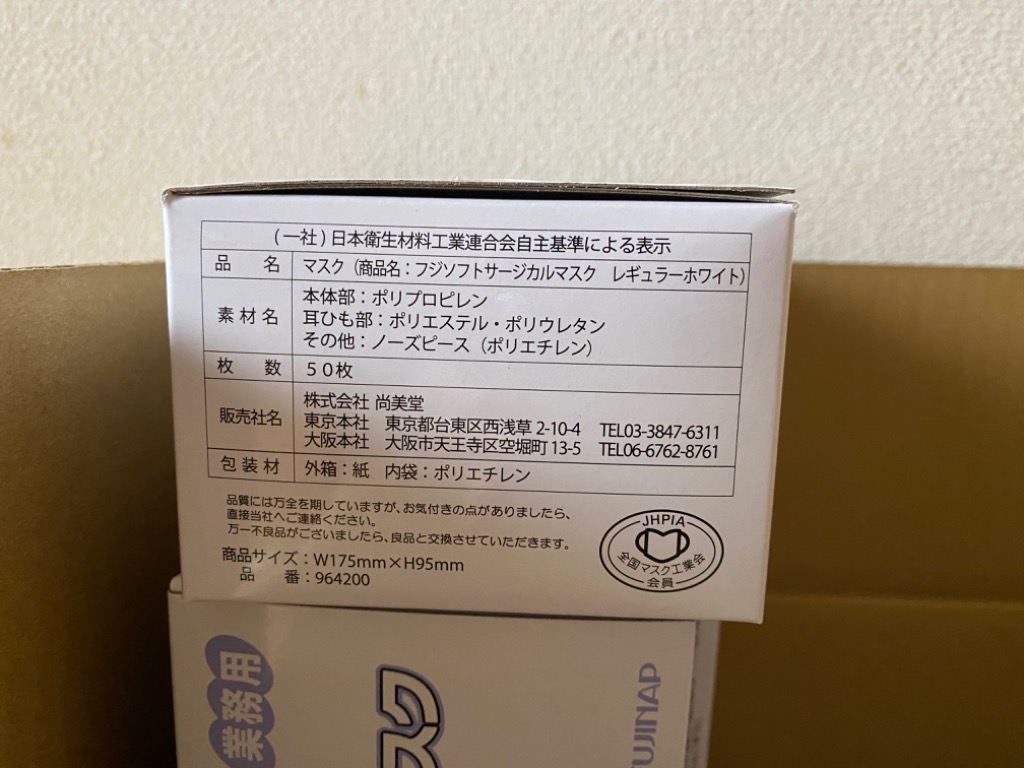 (一社)日本衛生材料工業連合会自主基準による表示
品 名 マスク(商品名:フジソフトサージカルマスク レギュラーホワイト)
素材名 本体部:ポリプロピレン
耳ひも部:ポリエステル・ポリウレタン
その他:ノーズピース(ポリエチレン)
枚 数 50枚
販売社名 株式会社 尚美堂
東京本社 東京都台東区西浅草 2-10-4 TEL03-3847-6311
大阪本社 大阪市天王寺区空堀町 13-5 TEL06-6762-8761
包装材 外箱:紙 内袋:ポリエチレン
品質には万全を期していますが、お気付きの点がありましたら、
直接当社へご連絡ください。
万一不良品がございましたら、良品と交換させていただきます。
商品サイズ:W175mm×H95mm
品 番:964200
JHPIA
全国マスク工業会
会員
業務用
スク
UJINAP